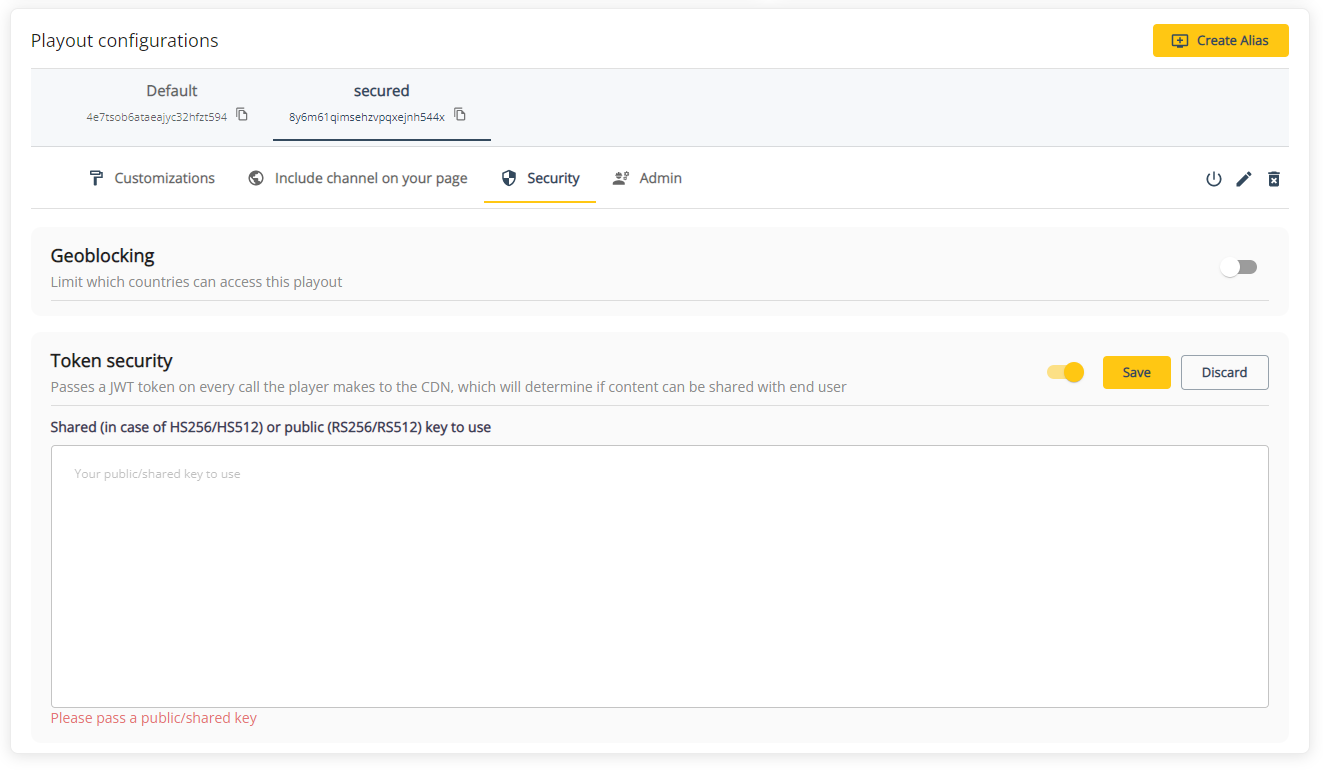 Playout configurations
Create Alias
Default
secured
4e7tsob6ataeajyc32hfzt594
8y6m61qimsehzvpqxejnh544x
Customizations
Include channel on your page
Security
Admin
Geoblocking
Limit which countries can access this playout
Token security
Passes a JWT token on every call the player makes to the CDN, which will determine if content can be shared with end user
Save
Discard
Shared (in case of HS256/HS512) or public (RS256/RS512) key to use
Your public/shared key to use
Please pass a public/shared key